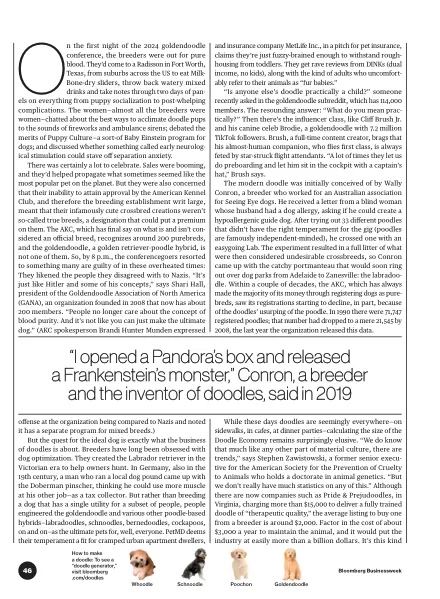 On the first night of the 2024 goldendoodle
conference, the breeders were out for pure
blood. They'd come to a Radisson in Fort Worth,
Texas, from suburbs across the US to eat Milk-
Bone-dry sliders, throw back watery mixed
drinks and take notes through two days of pan-
els on everything from puppy socialization to post-whelping
complications. The women—almost all the breeders were
women—chatted about the best ways to acclimate doodle pups
to the sounds of fireworks and ambulance sirens; debated the
merits of Puppy Culture—a sort-of Baby Einstein program for
dogs; and discussed whether something called early neurolog-
ical stimulation could stave off separation anxiety.
There was certainly a lot to celebrate. Sales were booming,
and they'd helped propagate what sometimes seemed like the
most popular pet on the planet. But they were also concerned
that their inability to attain approval by the American Kennel
Club, and therefore the breeding establishment writ large,
meant that their infamously cute crossbred creations weren't
so-called true breeds, a designation that could put a premium
on them. The AKC, which has final say on what is and isn't con-
sidered an official breed, recognizes around 200 purebreds,
and the goldendoodle, a golden retriever-poodle hybrid, is
not one of them. So, by 8 p.m., the conferencegoers resorted
to something many are guilty of in these overheated times:
They likened the people they disagreed with to Nazis. "It's
just like Hitler and some of his concepts," says Shari Hall,
president of the Goldendoodle Association of North America
(GANA), an organization founded in 2008 that now has about
200 members. "People no longer care about the concept of
blood purity. And it's not like you can just make the ultimate
dog." (AKC spokesperson Brandi Hunter Munden expressed
offense at the organization being compared to Nazis and noted
it has a separate program for mixed breeds.)
But the quest for the ideal dog is exactly what the business
of doodles is about. Breeders have long been obsessed with
dog optimization. They created the Labrador retriever in the
Victorian era to help owners hunt. In Germany, also in the
19th century, a man who ran a local dog pound came up with
the Doberman pinscher, thinking he could use more muscle
at his other job—as a tax collector. But rather than breeding
a dog that has a single utility for a subset of people, people
engineered the goldendoodle and various other poodle-based
hybrids—labradoodles, schnoodles, bernedoodles, cockapoos,
on and on—as the ultimate pets for, well, everyone. PetMD deems
their temperament a fit for cramped urban apartment dwellers,
and insurance company MetLife Inc., in a pitch for pet insurance,
claims they're just fuzzy-brained enough to withstand rough-
housing from toddlers. They get rave reviews from DINKs (dual
income, no kids), along with the kind of adults who uncomfort-
ably refer to their animals as "fur babies."
"Is anyone else's doodle practically a child?" someone
recently asked in the goldendoodle subreddit, which has 114,000
members. The resounding answer: "What do you mean prac-
tically?" Then there's the influencer class, like Cliff Brush Jr.
and his canine celeb Brodie, a goldendoodle with 7.2 million
TikTok followers. Brush, a full-time content creator, brags that
his almost-human companion, who flies first class, is always
feted by star-struck flight attendants. "A lot of times they let us
do preboarding and let him sit in the cockpit with a captain's
hat," Brush says.
The modern doodle was initially conceived of by Wally
Conron, a breeder who worked for an Australian association
for Seeing Eye dogs. He received a letter from a blind woman
whose husband had a dog allergy, asking if he could create a
hypoallergenic guide dog. After trying out 33 different poodles
that didn't have the right temperament for the gig (poodles
are famously independent-minded), he crossed one with an
easygoing Lab. The experiment resulted in a full litter of what
were then considered undesirable crossbreeds, so Conron
came up with the catchy portmanteau that would soon ring
out over dog parks from Adelaide to Zanesville: the labradoo-
dle. Within a couple of decades, the AKC, which has always
made the majority of its money through registering dogs as pure-
breds, saw its registrations starting to decline, in part, because
of the doodles' usurping of the poodle. In 1990 there were 71,747
registered poodles; that number had dropped to a mere 21,545 by
2008, the last year the organization released this data.
"I opened a Pandora's box and released
a Frankenstein's monster," Conron, a breeder
and the inventor of doodles, said in 2019
While these days doodles are seemingly everywhere—on
sidewalks, in cafes, at dinner parties—calculating the size of the
Doodle Economy remains surprisingly elusive. "We do know
that much like any other part of material culture, there are
trends," says Stephen Zawistowski, a former senior execu-
tive for the American Society for the Prevention of Cruelty
to Animals who holds a doctorate in animal genetics. "But
we don't really have much statistics on any of this." Although
there are now companies such as Pride & Prejudoodles, in
Virginia, charging more than $15,000 to deliver a fully trained
doodle of "therapeutic quality," the average listing to buy one
from a breeder is around $2,000. Factor in the cost of about
$3,000 a year to maintain the animal, and it would put the
industry at easily more than a billion dollars. It's this kind
46
How to make
a doodle: To see a
"doodle generator,"
visit bloomberg
.com/doodles
Whoodle
Schnoodle
Poochon
Goldendoodle
Bloomberg Businessweek